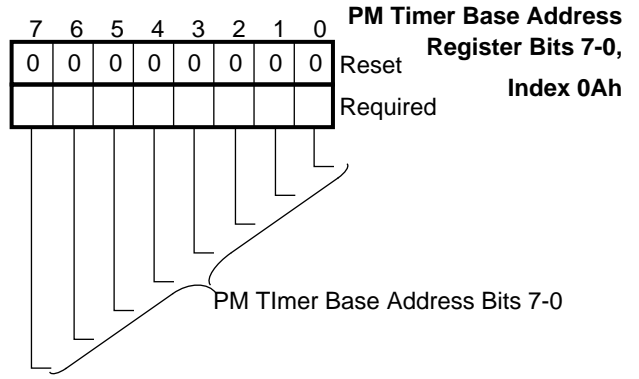 PM Timer Base Address
Register Bits 7-0,
Index 0Ah
7 6 5 4 3 2 1 0
0 0 0 0 0 0 0 0 Reset
Required
PM TImer Base Address Bits 7-0